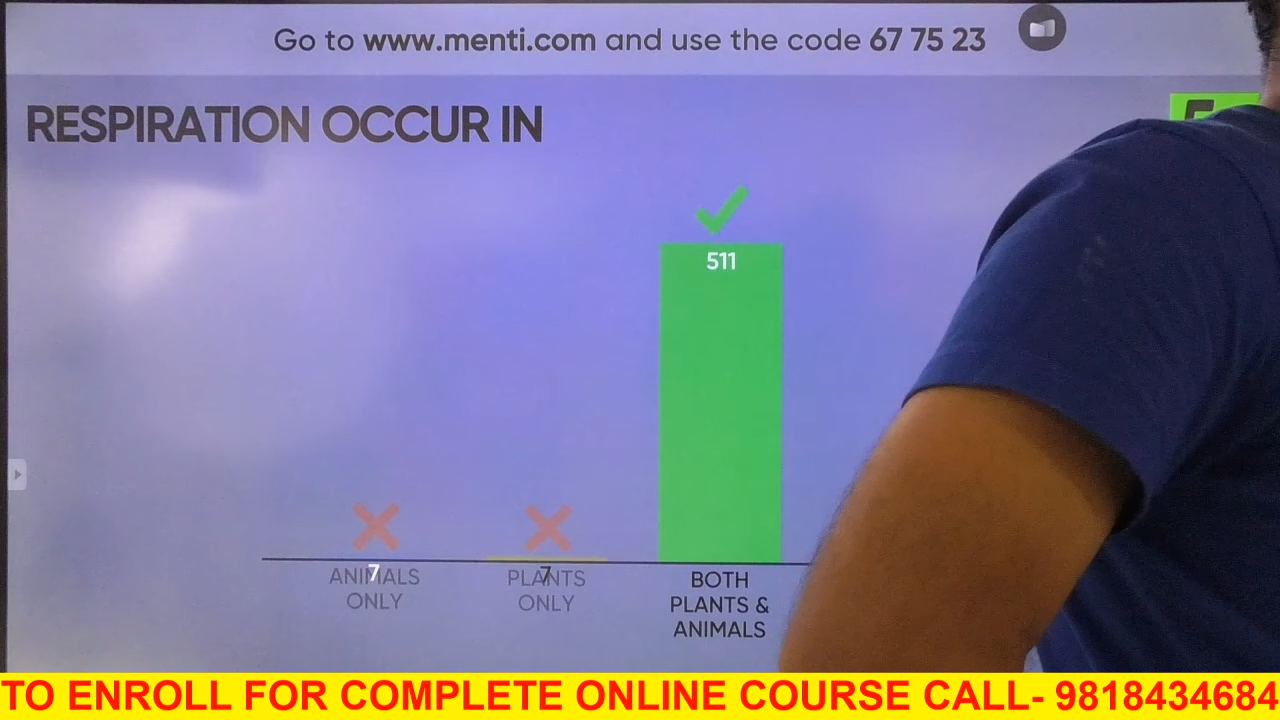 Go to www.menti.com and use the code 67 75 23
RESPIRATION OCCUR IN
511
7
7
ANIMALS
ONLY
PLANTS
ONLY
BOTH
PLANTS &
ANIMALS
TO ENROLL FOR COMPLETE ONLINE COURSE CALL- 9818434684